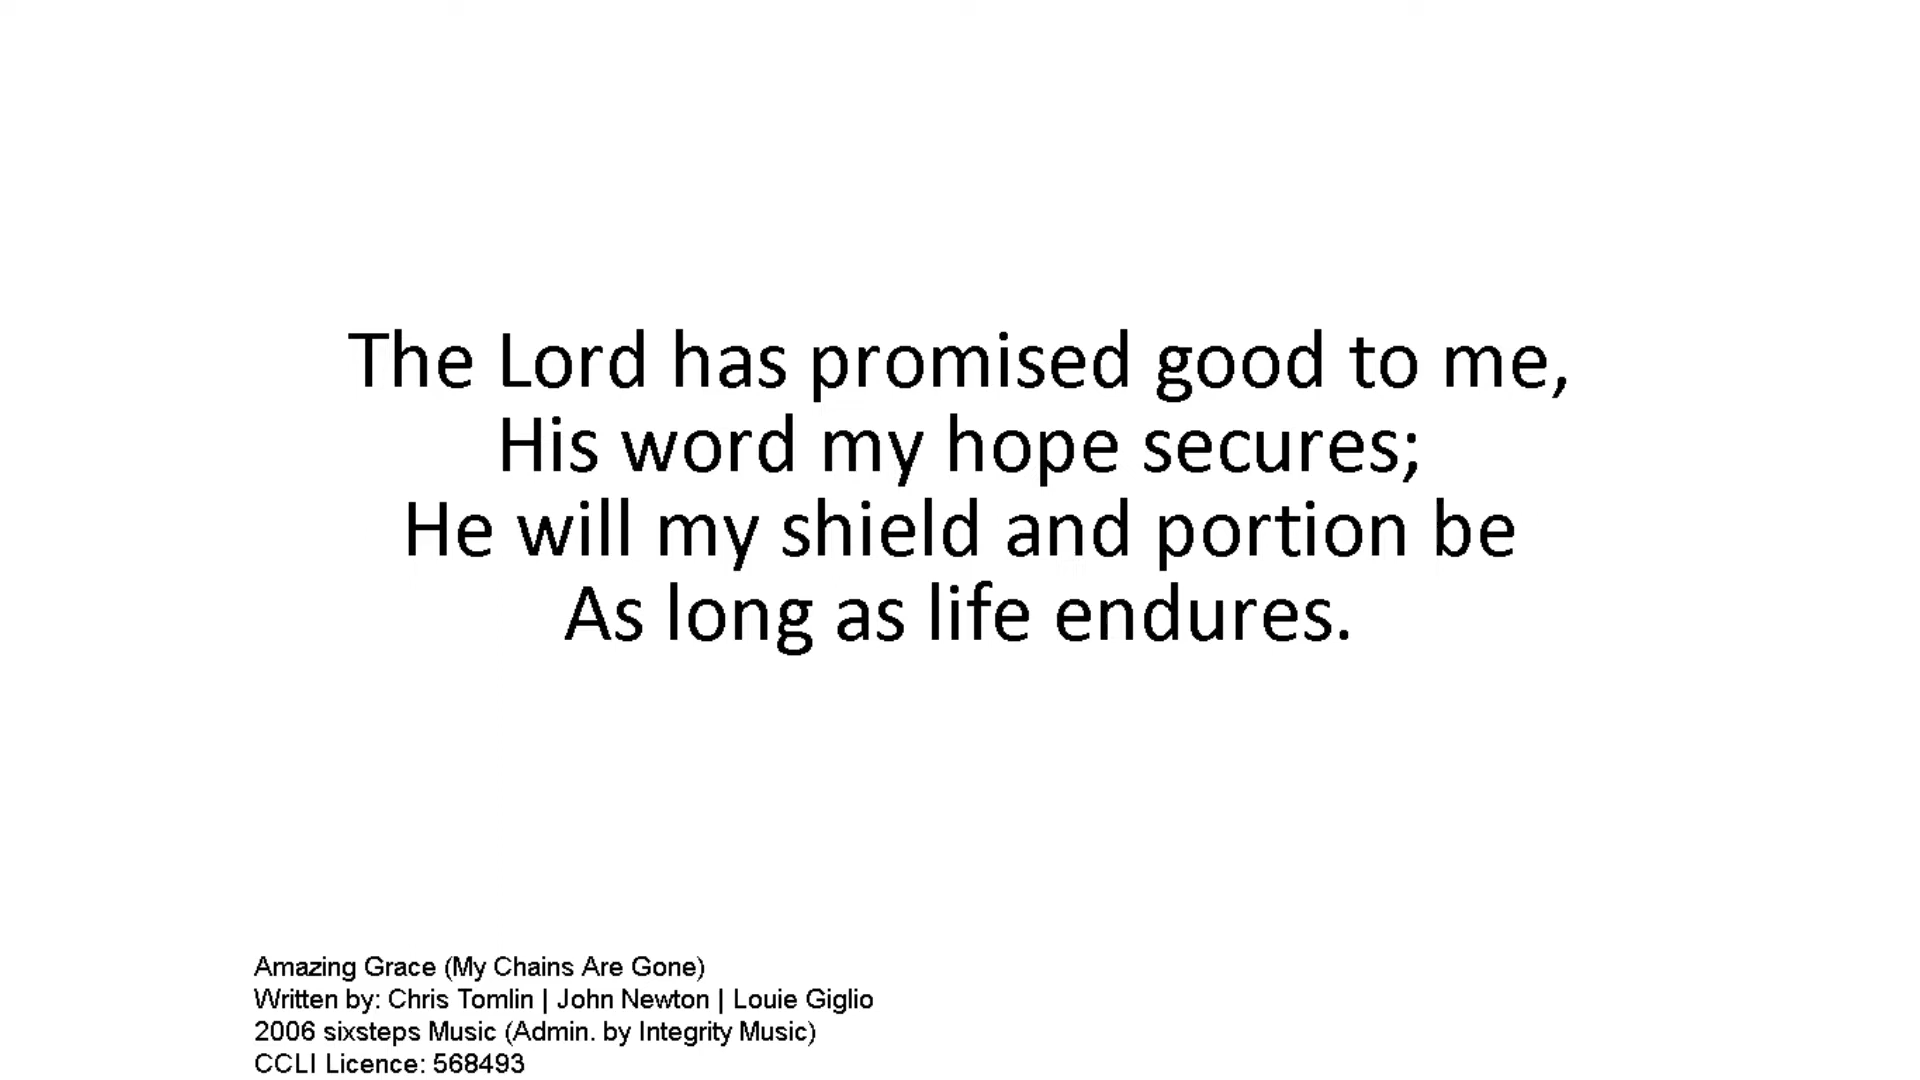 The Lord has promised good to me,
His word my hope secures;
He will my shield and portion be
As long as life endures.
Amazing Grace (My Chains Are Gone)
Written by: Chris Tomlin | John Newton | Louie Giglio
2006 sixsteps Music (Admin. by Integrity Music)
CCLI Licence: 568493